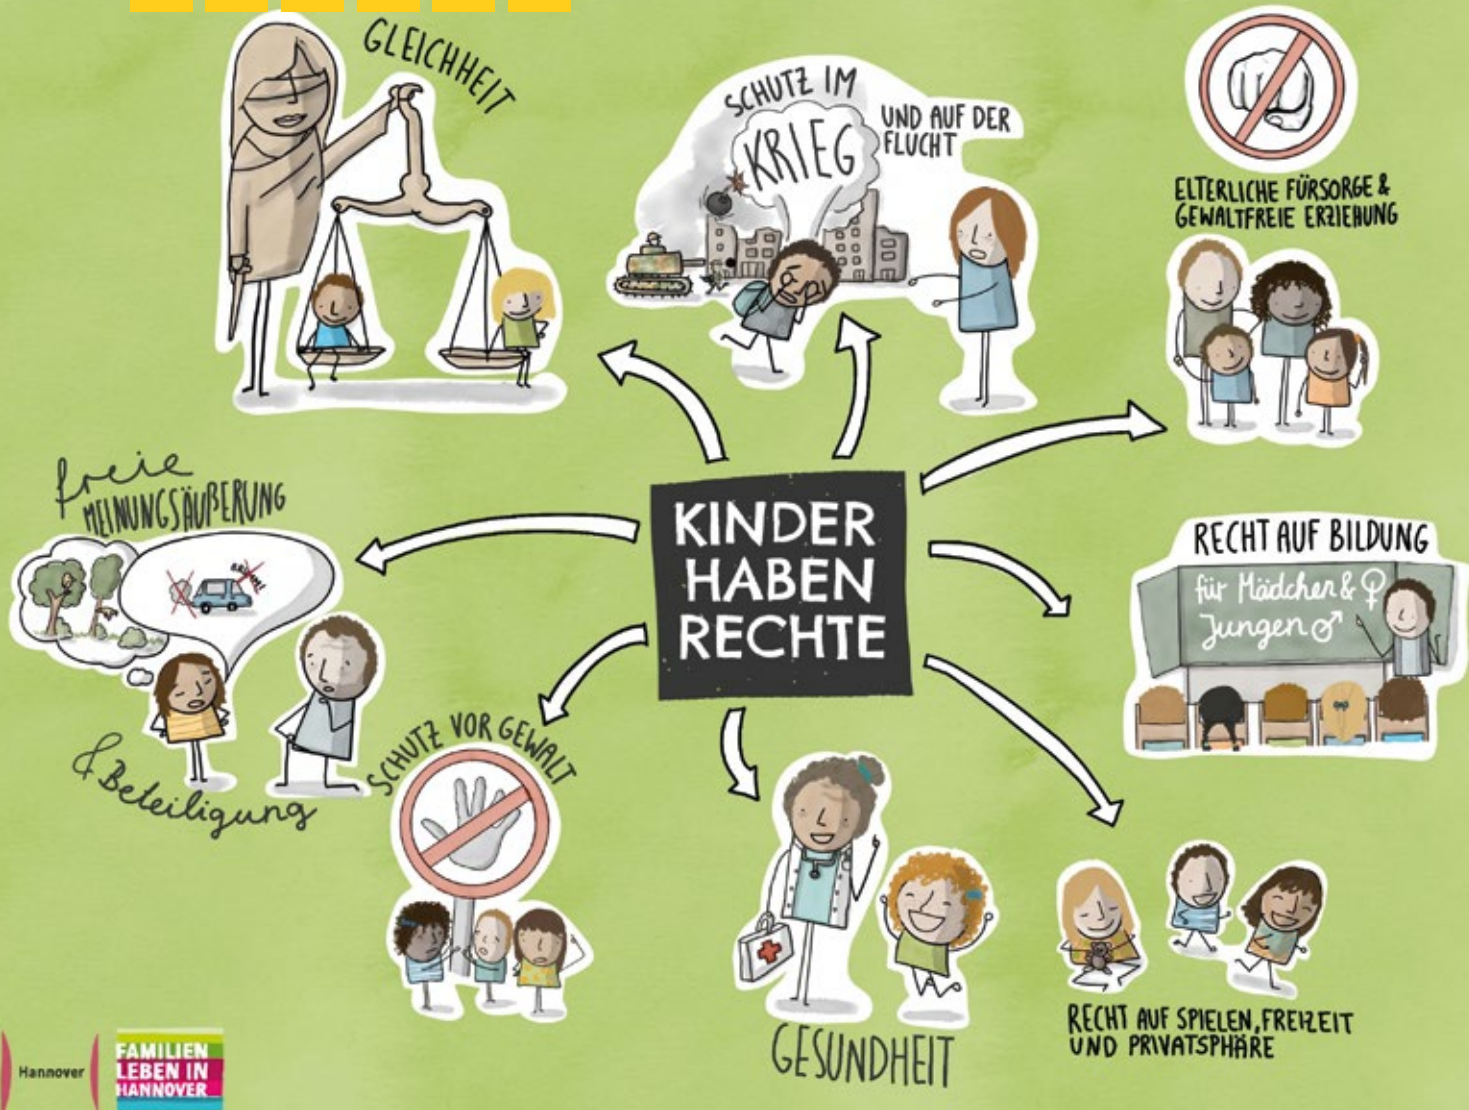 GLEICHHEIT
SCHUTZ IM
KRIEG
UND AUF DER
FLUCHT
ELTERLICHE FÜRSORGE &
GEWALTFREIE ERZIEHUNG
freie
MEINUNGSÄUßERUNG
& Beteiligung
KINDER
HABEN
RECHTE
RECHT AUF BILDUNG
für Mädchen & ♀
Jungen ♂
SCHUTZ VOR GEWALT
GESUNDHEIT
RECHT AUF SPIELEN, FREIZEIT
UND PRIVATSPHÄRE
Hannover
FAMILIEN
LEBEN IN
HANNOVER